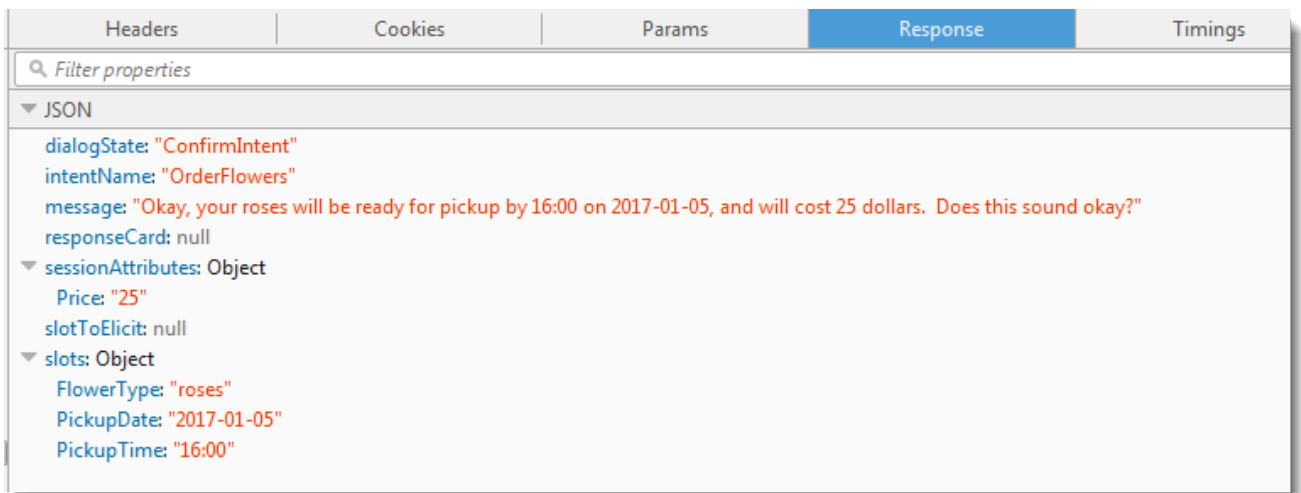 Headers Cookies Params Response Timings
Filter properties
JSON
dialogState: "ConfirmIntent"
intentName: "OrderFlowers"
message: "Okay, your roses will be ready for pickup by 16:00 on 2017-01-05, and will cost 25 dollars.  Does this sound okay?"
responseCard: null
sessionAttributes: Object
Price: "25"
slotToElicit: null
slots: Object
FlowerType: "roses"
PickupDate: "2017-01-05"
PickupTime: "16:00"